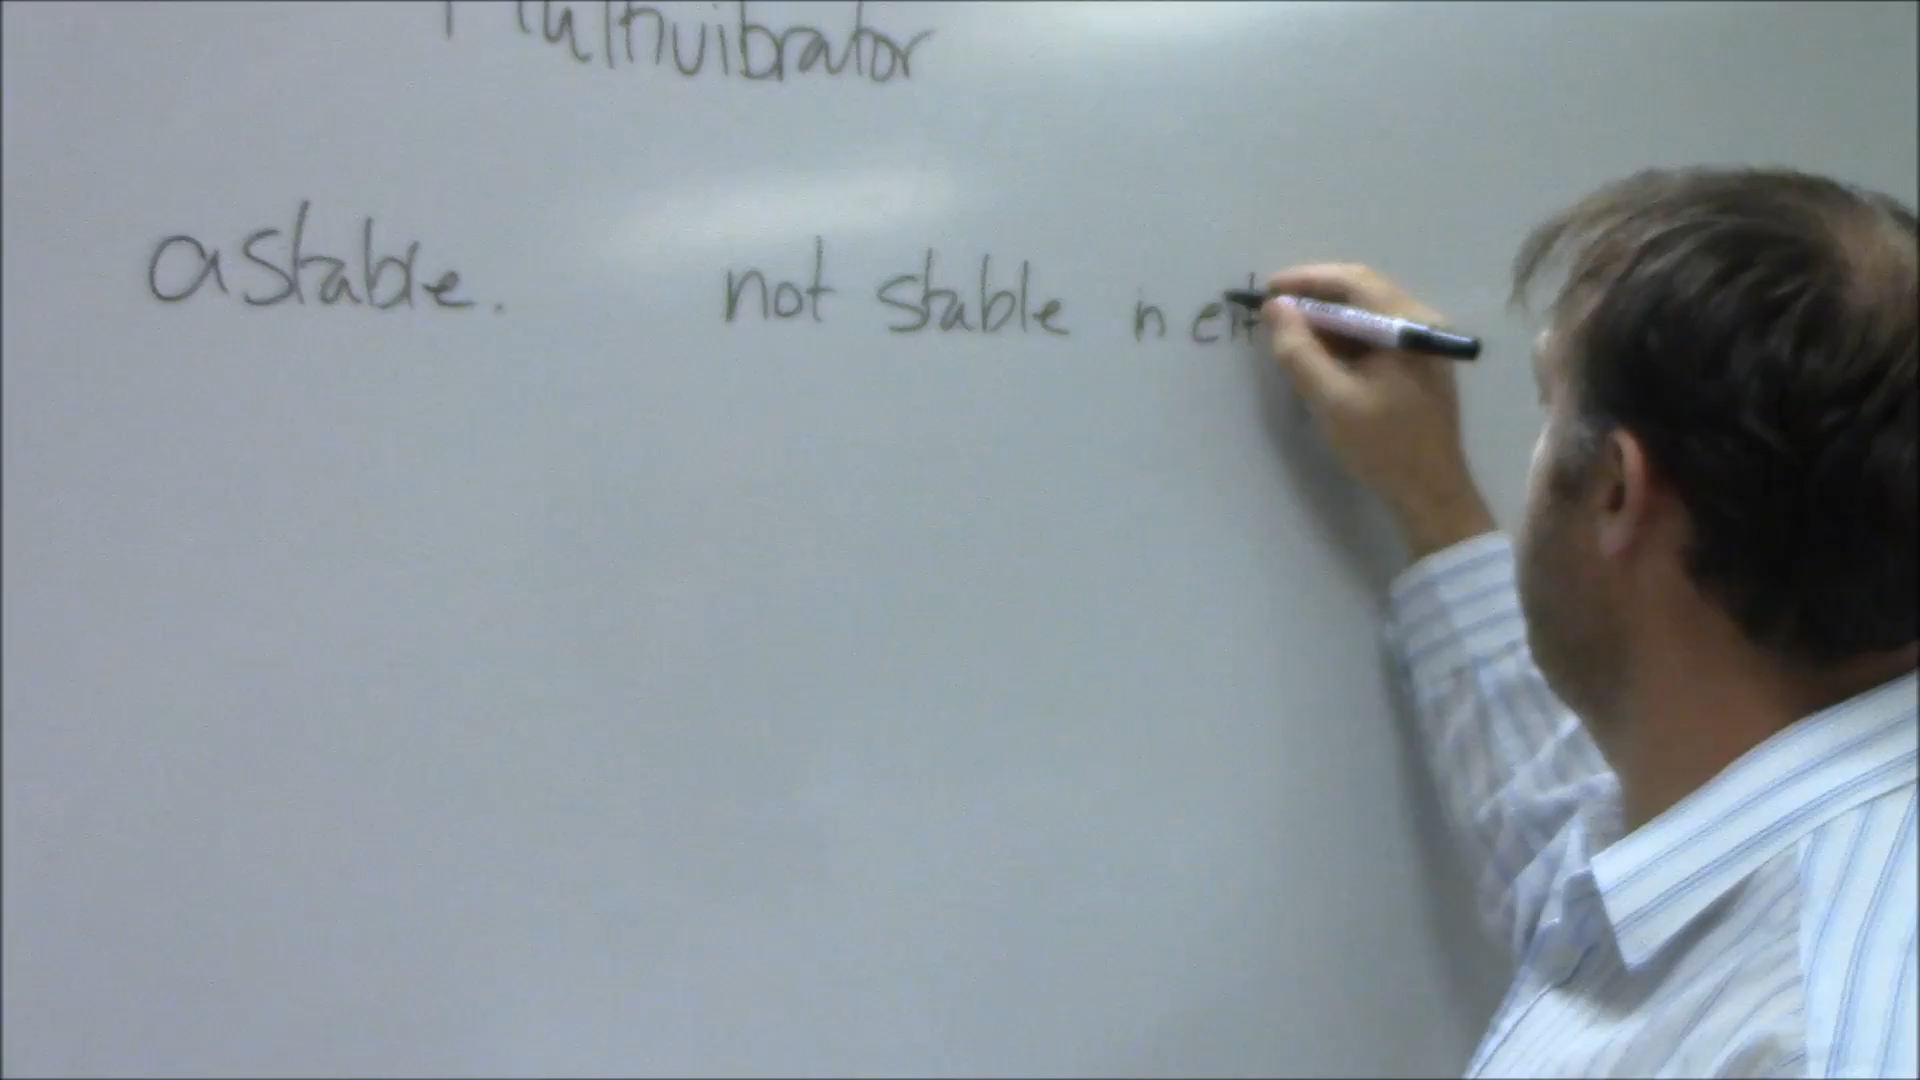 Multivibrator
astable. not stable in eit